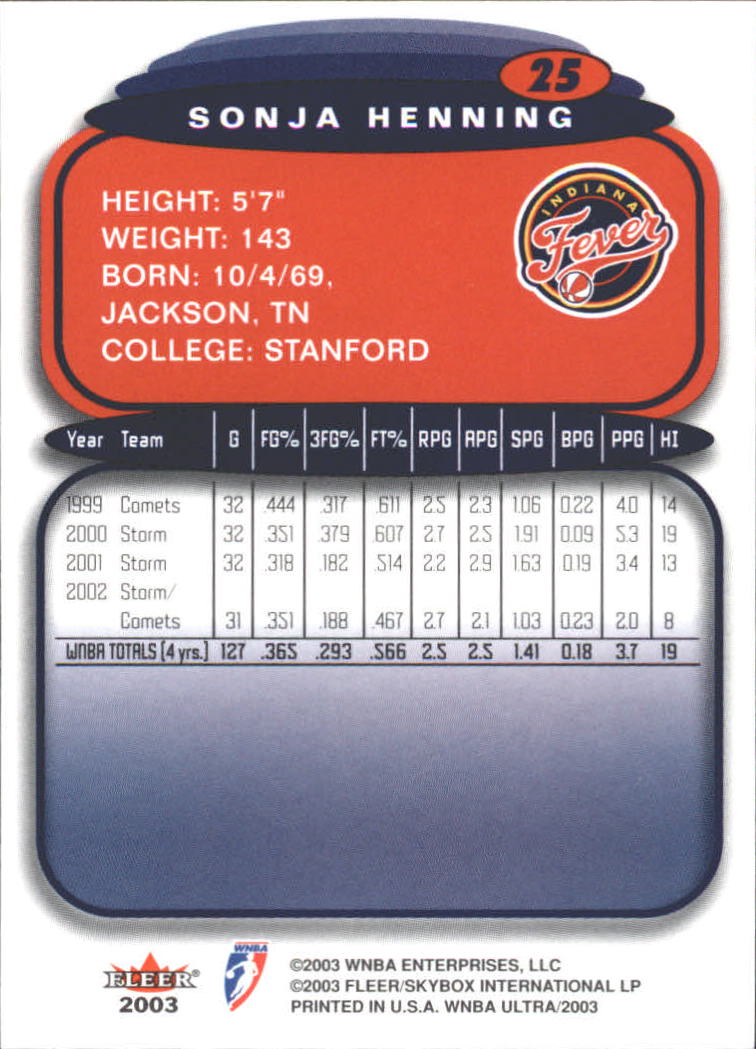 25
SONJA HENNING
HEIGHT: 5'7"
WEIGHT: 143
BORN: 10/4/69,
JACKSON, TN
COLLEGE: STANFORD
INDIANA
Fever
Year Team G FG% 3FG% FT% RPG APG SPG BPG PPG HI
1999 Comets 32 .444 .317 .611 2.5 2.3 1.06 0.22 4.0 14
2000 Storm 32 .351 .379 .607 2.7 2.5 1.91 0.09 5.3 19
2001 Storm 32 .318 .182 .514 2.2 2.9 1.63 0.19 3.4 13
2002 Storm/
Comets 31 .351 .188 .467 2.7 2.1 1.03 0.23 2.0 8
WNBA TOTALS (4 yrs.) 127 .365 .293 .566 2.5 2.5 1.41 0.18 3.7 19
FLEER®
2003
WNBA
©2003 WNBA ENTERPRISES, LLC
©2003 FLEER/SKYBOX INTERNATIONAL LP
PRINTED IN U.S.A. WNBA ULTRA/2003